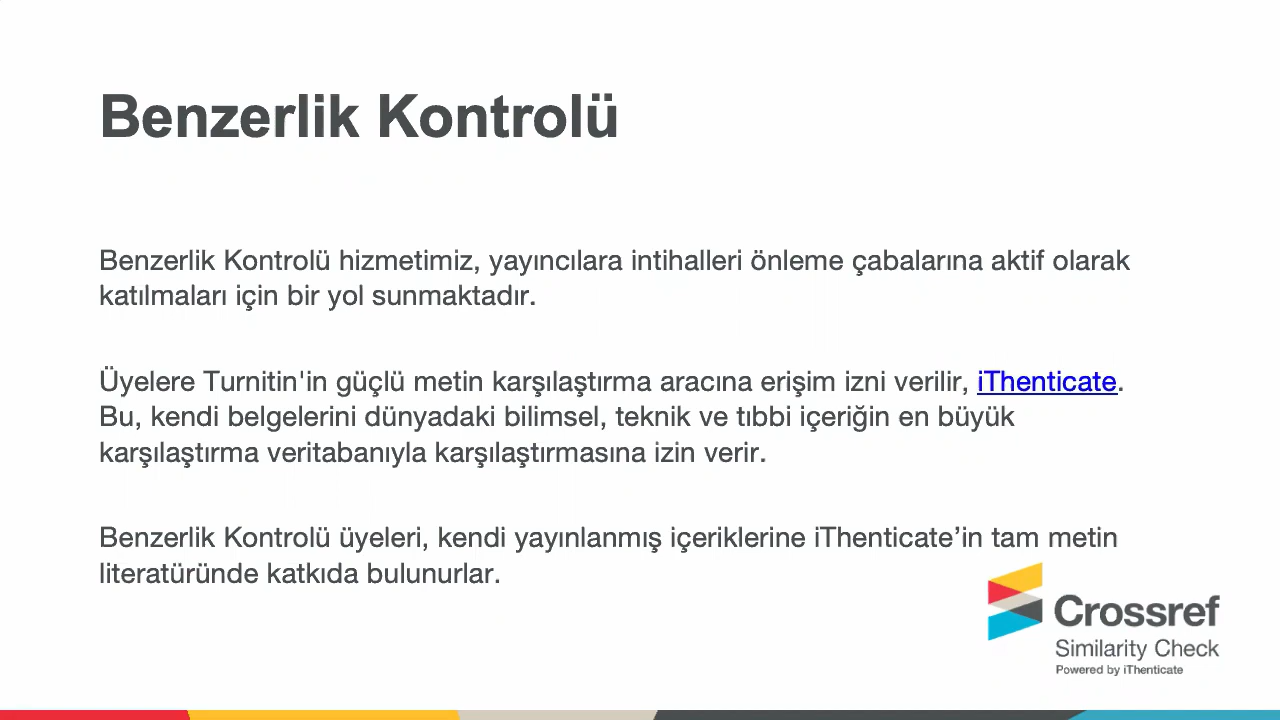 Benzerlik Kontrolü
Benzerlik Kontrolü hizmetimiz, yayıncılara intihalleri önleme çabalarına aktif olarak
katılmaları için bir yol sunmaktadır.
Üyelere Turnitin'in güçlü metin karşılaştırma aracına erişim izni verilir, iThenticate.
Bu, kendi belgelerini dünyadaki bilimsel, teknik ve tıbbi içeriğin en büyük
karşılaştırma veritabanıyla karşılaştırmasına izin verir.
Benzerlik Kontrolü üyeleri, kendi yayınlanmış içeriklerine iThenticate’in tam metin
literatüründe katkıda bulunurlar.
Crossref
Similarity Check
Powered by iThenticate